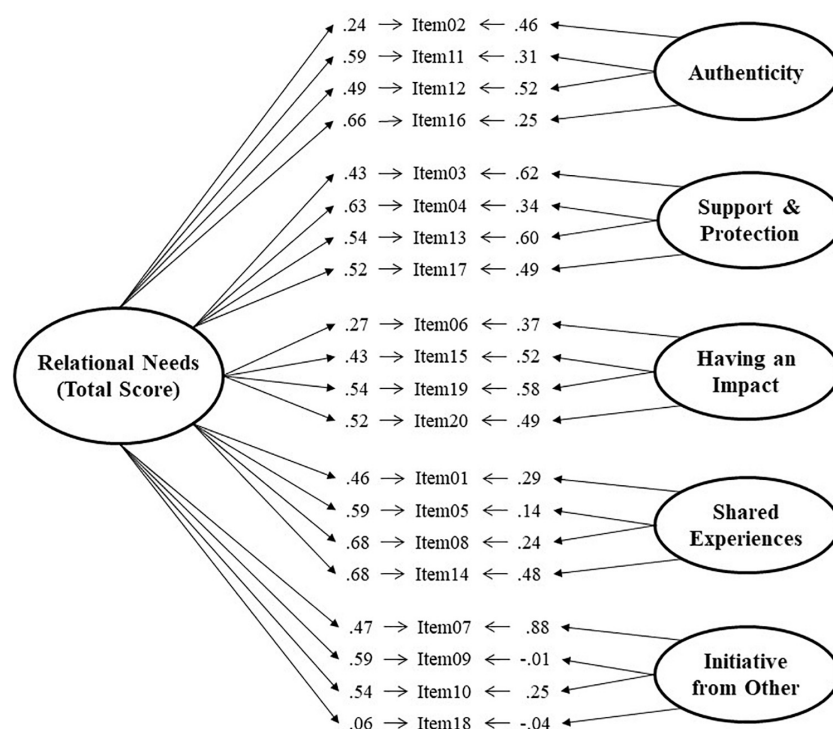 .24 → Item02 ← .46
.59 → Item11 ← .31
.49 → Item12 ← .52
.66 → Item16 ← .25
Authenticity
.43 → Item03 ← .62
.63 → Item04 ← .34
.54 → Item13 ← .60
.52 → Item17 ← .49
Support &
Protection
Relational Needs
(Total Score)
.27 → Item06 ← .37
.43 → Item15 ← .52
.54 → Item19 ← .58
.52 → Item20 ← .49
Having an
Impact
.46 → Item01 ← .29
.59 → Item05 ← .14
.68 → Item08 ← .24
.68 → Item14 ← .48
Shared
Experiences
.47 → Item07 ← .88
.59 → Item09 ← -.01
.54 → Item10 ← .25
.06 → Item18 ← -.04
Initiative
from Other